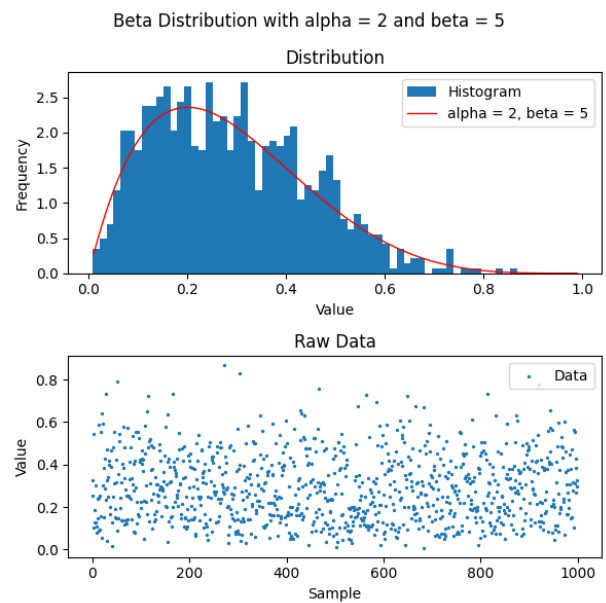 Beta Distribution with alpha = 2 and beta = 5
Distribution
Histogram
alpha = 2, beta = 5
Frequency
2.5
2.0
1.5
1.0
0.5
0.0
0.0 0.2 0.4 0.6 0.8 1.0
Value
Raw Data
Data
Value
0.8
0.6
0.4
0.2
0.0
0 200 400 600 800 1000
Sample